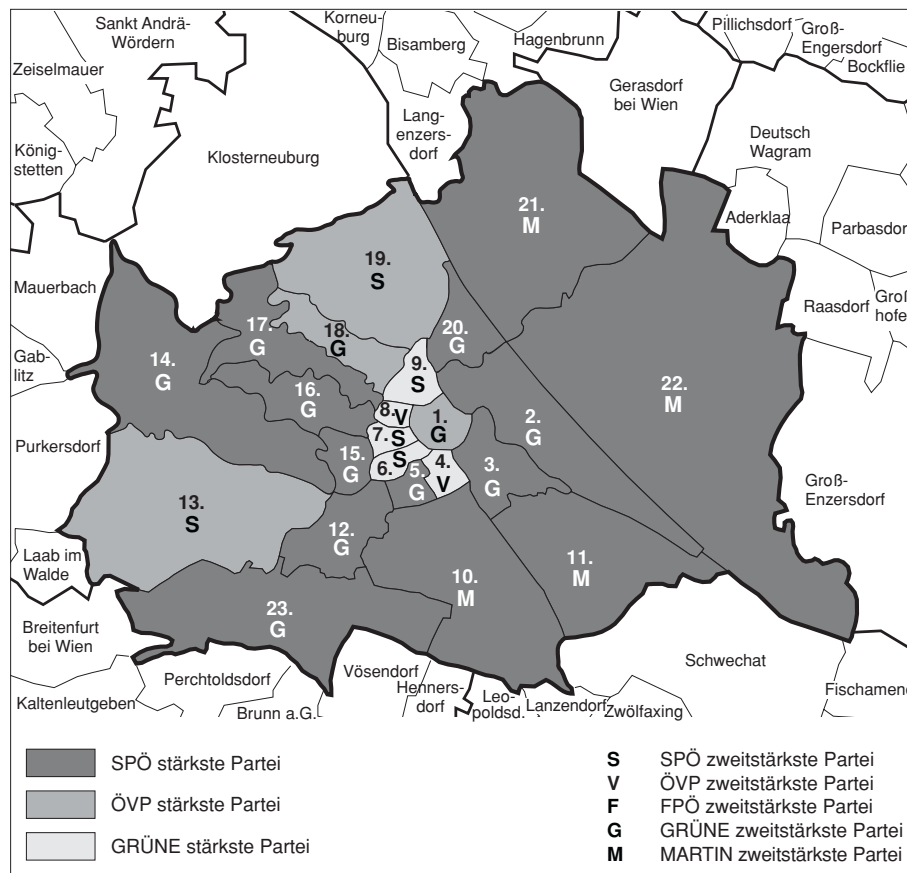 Sankt Andrä-
Wördern
Korneu-
burg
Bisamberg
Hagenbrunn
Pillichsdorf
Groß-
Engersdorf
Bockflie
Zeiselmauer
Gerasdorf
bei Wien
Lang-
enzers-
dorf
Deutsch
Wagram
König-
stetten
Klosterneuburg
Aderklaa
Parbasdor
Mauerbach
Raasdorf
Groß
hofe
Gab-
litz
Purkersdorf
Groß-
Enzersdorf
Laab im
Walde
Breitenfurt
bei Wien
Kaltenleutgeben
Perchtoldsdorf
Brunn a.G.
Vösendorf
Henners-
dorf
Leo-
poldsd.
Lanzendorf
Zwölfaxing
Schwechat
Fischamend
21.
M
19.
S
18.
G
17.
G
20.
G
14.
G
9.
S
16.
G
22.
M
8.
V
1.
G
2.
G
7.
S
15.
G
6.
S
5.
G
4.
V
3.
G
13.
S
12.
G
11.
M
10.
M
23.
G
SPÖ stärkste Partei
ÖVP stärkste Partei
GRÜNE stärkste Partei
S SPÖ zweitstärkste Partei
V ÖVP zweitstärkste Partei
F FPÖ zweitstärkste Partei
G GRÜNE zweitstärkste Partei
M MARTIN zweitstärkste Partei